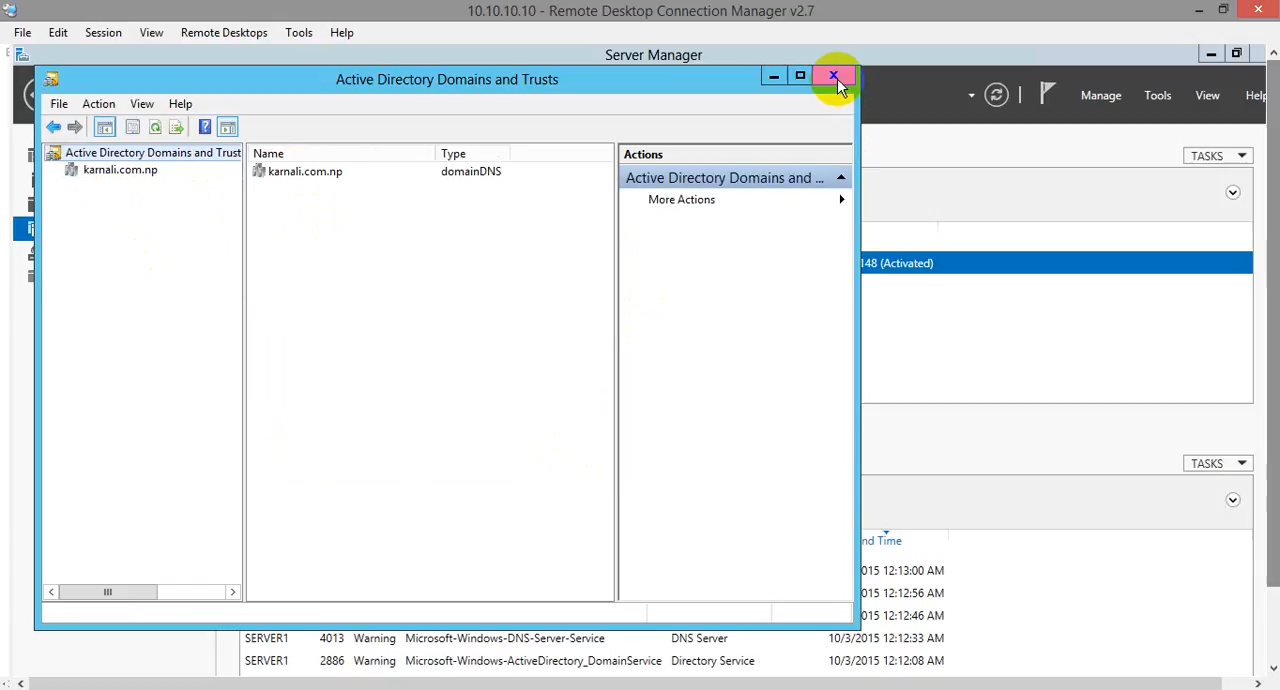 10.10.10.10 - Remote Desktop Connection Manager v2.7
File Edit Session View Remote Desktops Tools Help
Server Manager
Active Directory Domains and Trusts
Manage Tools View Help
File Action View Help
Active Directory Domains and Trust
karnali.com.np
Name Type
karnali.com.np domainDNS
Actions
Active Directory Domains and ...
More Actions
TASKS
148 (Activated)
TASKS
nd Time
015 12:13:00 AM
015 12:12:56 AM
015 12:12:46 AM
SERVER1 4013 Warning Microsoft-Windows-DNS-Server-Service DNS Server 10/3/2015 12:12:33 AM
SERVER1 2886 Warning Microsoft-Windows-ActiveDirectory_DomainService Directory Service 10/3/2015 12:12:08 AM